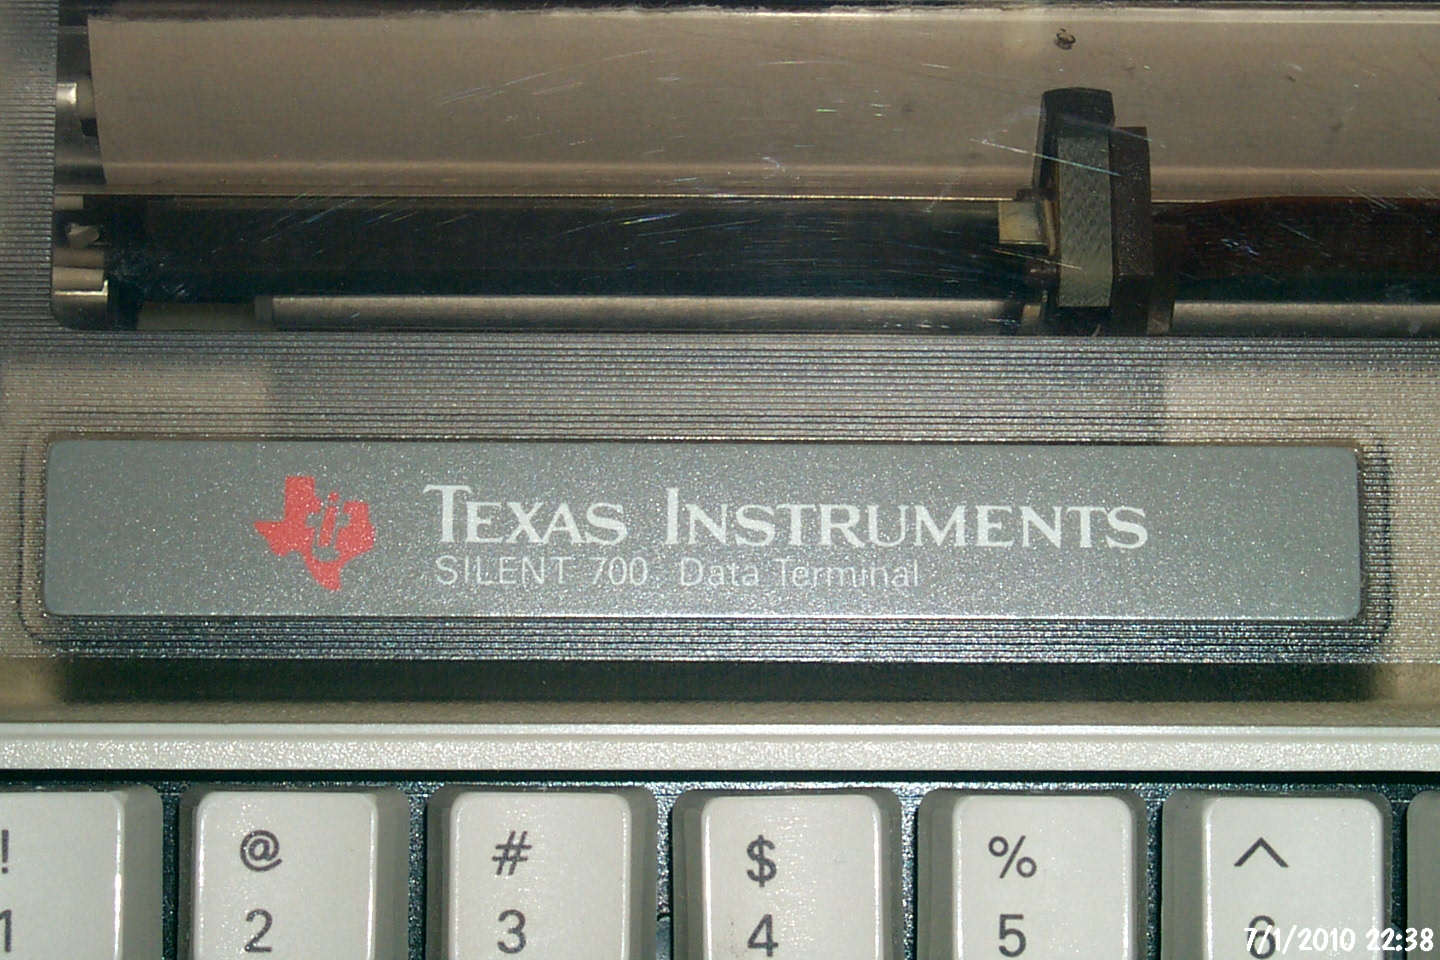 TEXAS INSTRUMENTS
SILENT 700 Data Terminal
! @ # $ % ^
1 2 3 4 5 6
7/1/2010 22:38